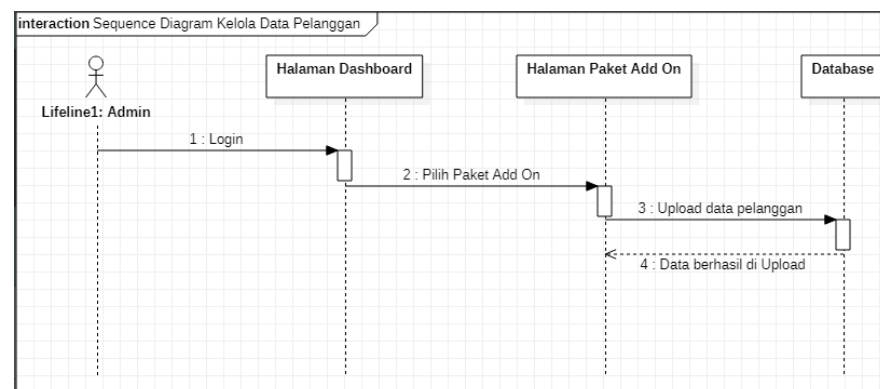 interaction Sequence Diagram Kelola Data Pelanggan
Halaman Dashboard
Halaman Paket Add On
Database
Lifeline1: Admin
1 : Login
2 : Pilih Paket Add On
3 : Upload data pelanggan
4 : Data berhasil di Upload